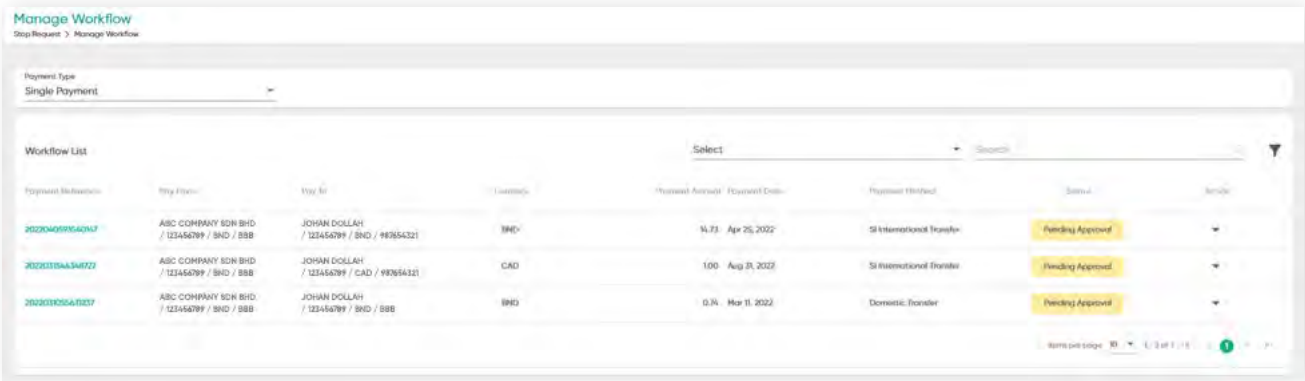 Manage Workflow
Stop Request > Manage Workflow
Payment Type
Single Payment
Workflow List
Select
Search
Payment Reference Pay From Pay To Currency Payment Amount Payment Date Payment Method Status Action
ABC COMPANY SDN BHD JOHAN DOLLAH
/ 123456789 / BND / BBB / 123456789 / BND / 987654321
BND 14.73 Apr 25, 2022 SI International Transfer Pending Approval
ABC COMPANY SDN BHD JOHAN DOLLAH
/ 123456789 / BND / BBB / 123456789 / CAD / 987654321
CAD 1.00 Aug 31, 2022 SI International Transfer Pending Approval
ABC COMPANY SDN BHD JOHAN DOLLAH
/ 123456789 / BND / BBB / 123456789 / BND / BBB
BND 0.74 Mar 11, 2022 Domestic Transfer Pending Approval
Items per page 10 1